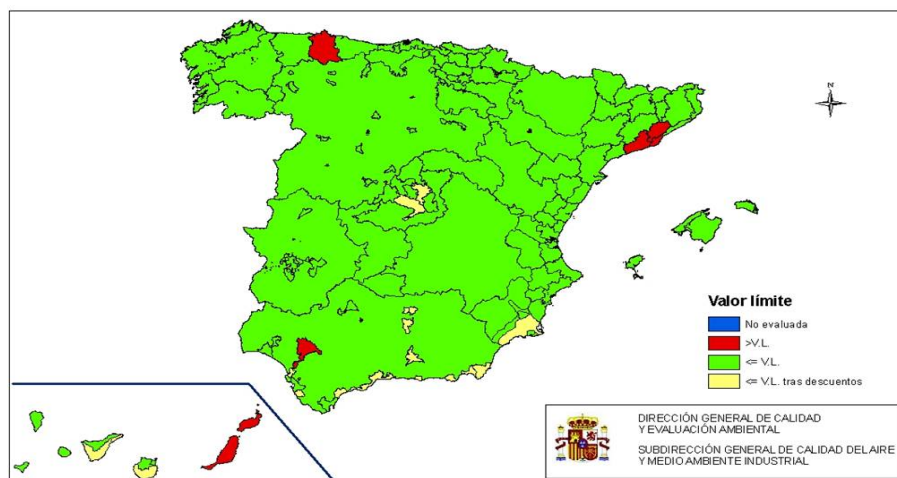 N
Valor límite
No evaluada
>V.L.
<= V.L.
<= V.L. tras descuentos
DIRECCIÓN GENERAL DE CALIDAD
Y EVALUACIÓN AMBIENTAL
SUBDIRECCIÓN GENERAL DE CALIDAD DEL AIRE
Y MEDIO AMBIENTE INDUSTRIAL